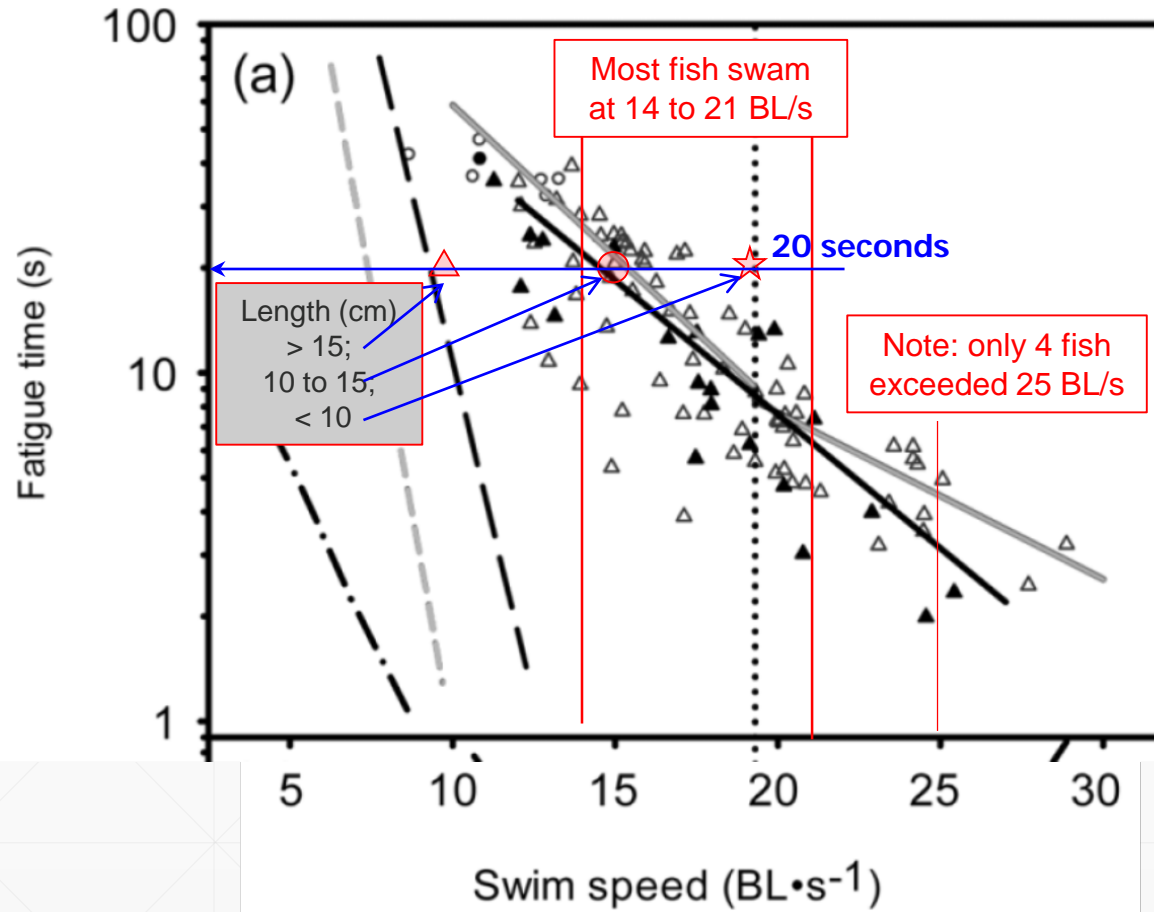 100
(a)
Most fish swam
at 14 to 21 BL/s
20 seconds
Length (cm)
> 15;
10 to 15;
< 10
Note: only 4 fish
exceeded 25 BL/s
10
1
Fatigue time (s)
5 10 15 20 25 30
Swim speed (BL•s-1)